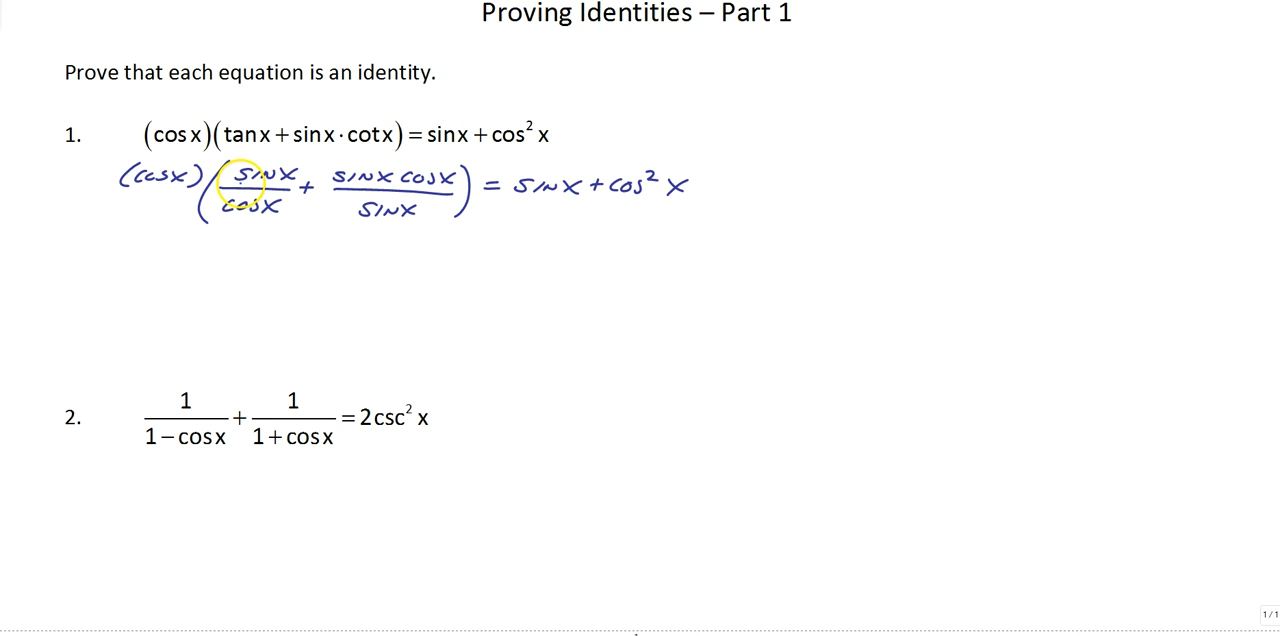 Proving Identities – Part 1
Prove that each equation is an identity.
1. (cos x)(tan x + sin x · cot x) = sin x + cos² x
(cos x)(sin x / cos x + sin x cos x / sin x) = sin x + cos² x
2. 1 / (1 − cos x) + 1 / (1 + cos x) = 2 csc² x
1 / 1